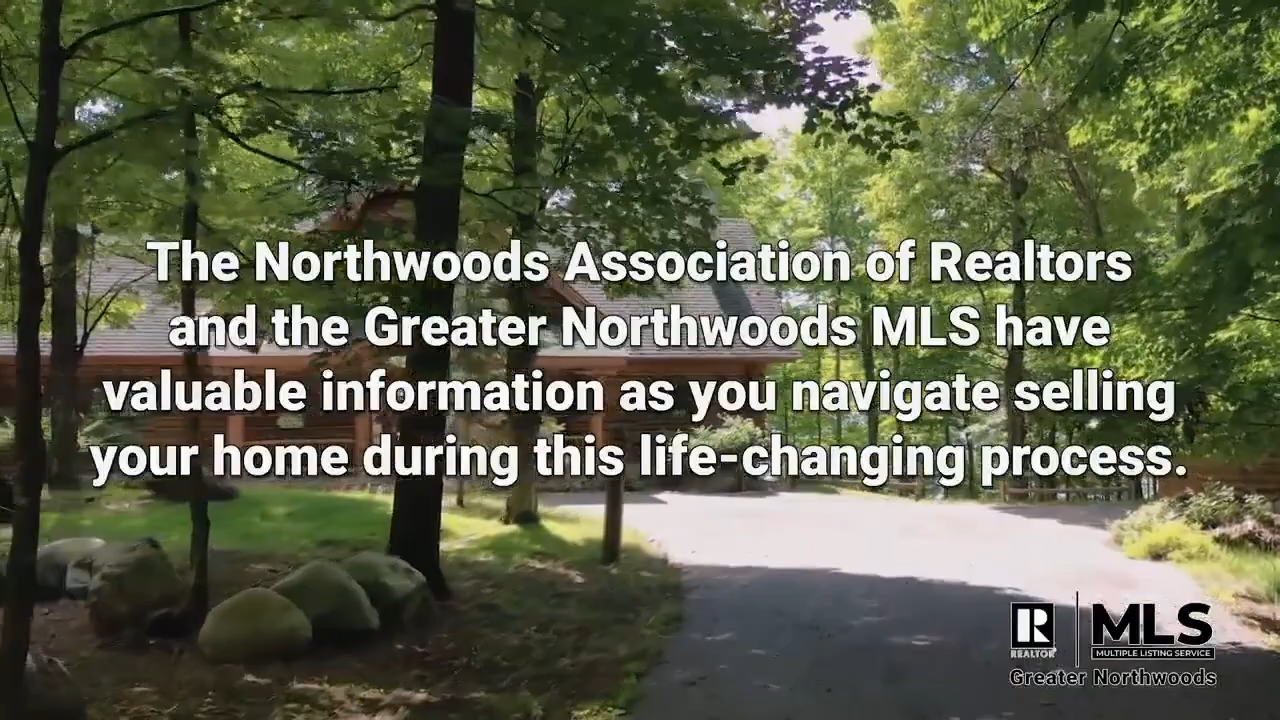 The Northwoods Association of Realtors
and the Greater Northwoods MLS have
valuable information as you navigate selling
your home during this life-changing process.
R
REALTOR®
MLS
MULTIPLE LISTING SERVICE
Greater Northwoods